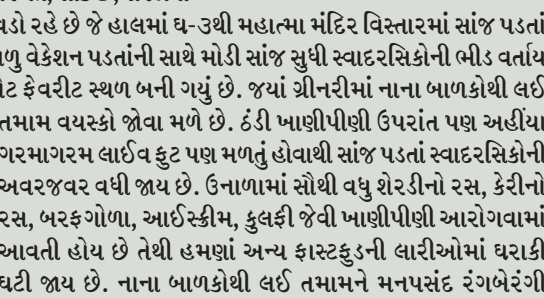 વડો રહે છે જે હાલમાં ઘ-૩થી મહાત્મા મંદિર વિસ્તારમાં સાંજ પડતાં
ળુ વેકેશન પડતાંની સાથે મોડી સાંજ સુધી સ્વાદરસિકોની ભીડ વર્તાય
ટ ફેવરીટ સ્થળ બની ગયું છે. જયાં ગ્રીનરીમાં નાના બાળકોથી લઈ
તમામ વયસ્કો જોવા મળે છે. ઠંડી ખાણીપીણી ઉપરાંત પણ અહીંયા
ગરમાગરમ લાઈવ ફુટ પણ મળતું હોવાથી સાંજ પડતાં સ્વાદરસિકોની
અવરજવર વધી જાય છે. ઉનાળામાં સૌથી વધુ શેરડીનો રસ, કેરીનો
રસ, બરફગોળા, આઈસ્ક્રીમ, કુલફી જેવી ખાણીપીણી આરોગવામાં
આવતી હોય છે તેથી હમણાં અન્ય ફાસ્ટફુડની લારીઓમાં ઘરાકી
ઘટી જાય છે. નાના બાળકોથી લઈ તમામને મનપસંદ રંગબેરંગી